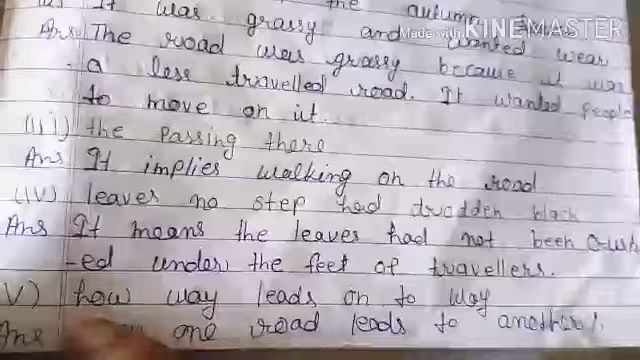 It was grassy and wanted wear
the autumn
Made with KINEMASTER
Ans The road was grassy because it was
a less travelled road. It wanted people
to move on it.
(iii) the passing there
Ans It implies walking on the road.
(iv) leaves no step had trodden black
Ans It means the leaves had not been crush
-ed under the feet of travellers.
(v) how way leads on to way
Ans one road leads to another